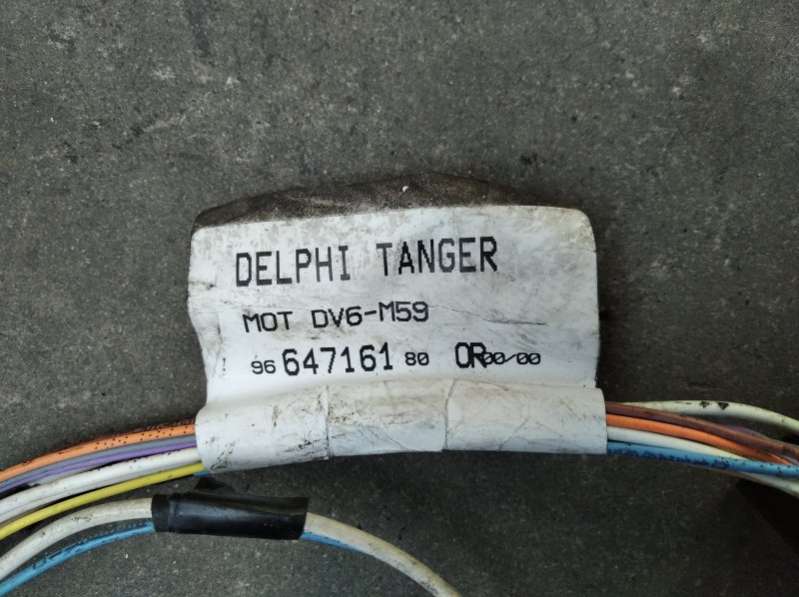 DELPHI TANGER
MOT DV6-M59
96 647161 80 OR00/00